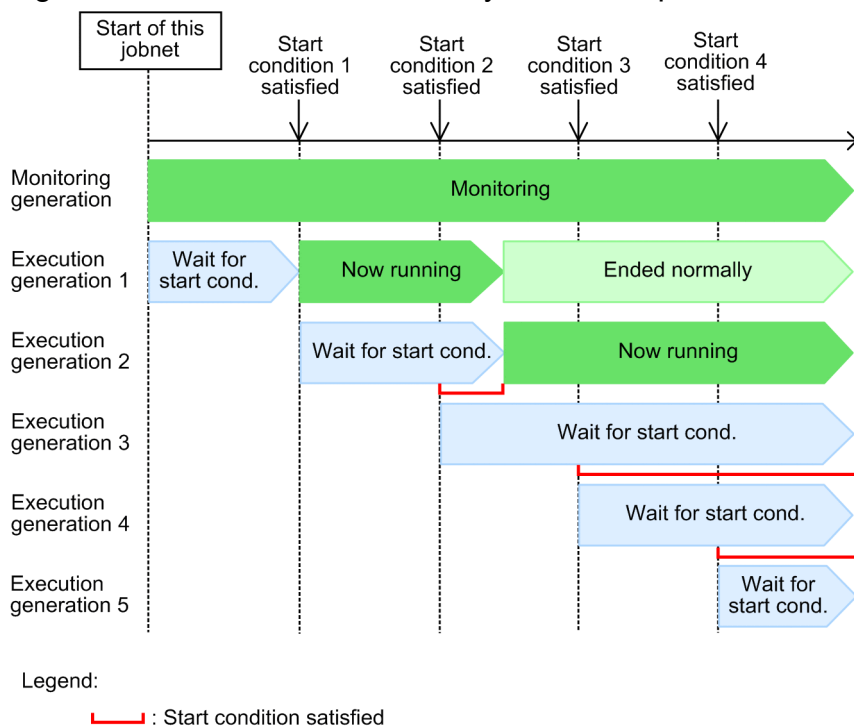 Start of this
jobnet
Start
condition 1
satisfied
Start
condition 2
satisfied
Start
condition 3
satisfied
Start
condition 4
satisfied
Monitoring
generation
Monitoring
Execution
generation 1
Wait for
start cond.
Now running
Ended normally
Execution
generation 2
Wait for start cond.
Now running
Execution
generation 3
Wait for start cond.
Execution
generation 4
Wait for start cond.
Execution
generation 5
Wait for
start cond.
Legend:
: Start condition satisfied